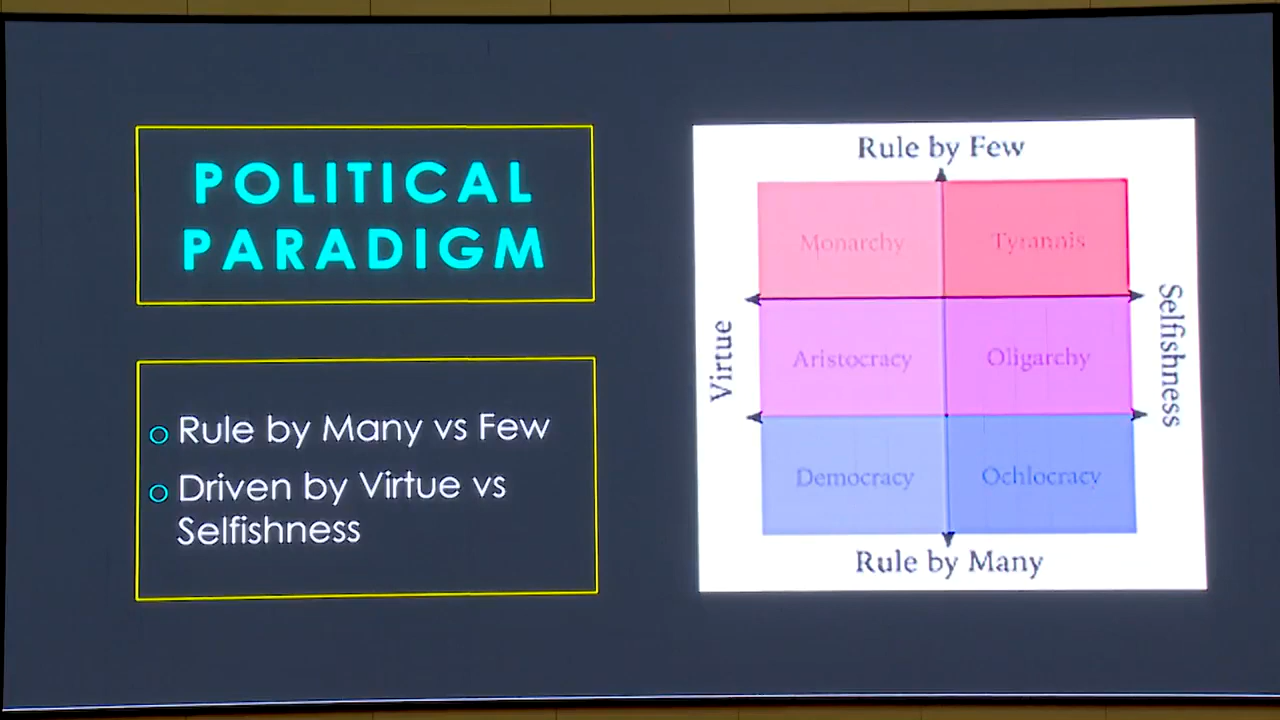 POLITICAL
PARADIGM
Rule by Many vs Few
Driven by Virtue vs
Selfishness
Rule by Few
Monarchy
Tyrannis
Virtue
Selfishness
Aristocracy
Oligarchy
Democracy
Ochlocracy
Rule by Many